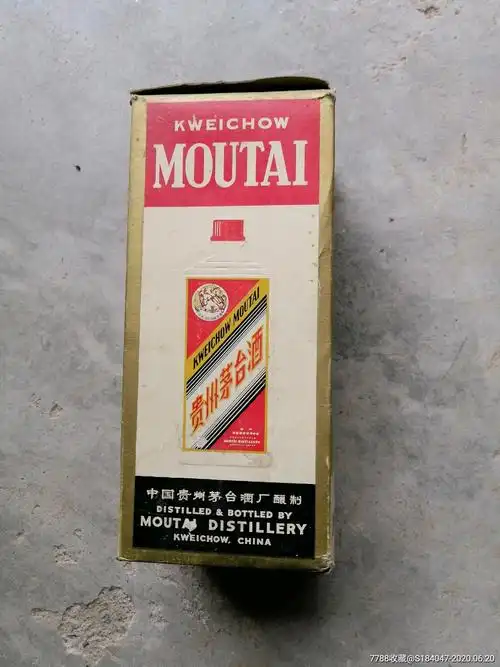 KWEICHOW
MOUTAI
KWEICHOW MOUTAI
贵州茅台酒
中国贵州茅台酒厂酿制
DISTILLED & BOTTLED BY
MOUTAI DISTILLERY
KWEICHOW, CHINA
7788收藏@S184047-2020.06.20